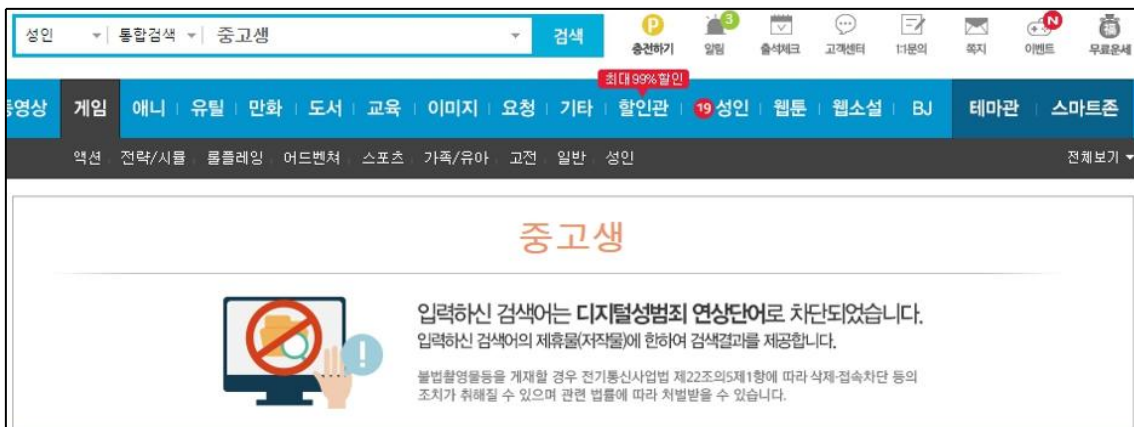 성인 통합검색 중고생 검색 충전하기 3 알림 출석체크 고객센터 1:1문의 쪽지 N 이벤트 福 무료운세
최대99%할인
동영상 게임 애니 유틸 만화 도서 교육 이미지 요청 기타 할인관 19 성인 웹툰 웹소설 BJ 테마관 스마트존
액션 전략/시뮬 롤플레잉 어드벤쳐 스포츠 가족/유아 고전 일반 성인 전체보기
중고생
입력하신 검색어는 디지털성범죄 연상단어로 차단되었습니다.
입력하신 검색어의 제휴물(저작물)에 한하여 검색결과를 제공합니다.
불법촬영물등을 게재할 경우 전기통신사업법 제22조의5제1항에 따라 삭제·접속차단 등의
조치가 취해질 수 있으며 관련 법률에 따라 처벌받을 수 있습니다.